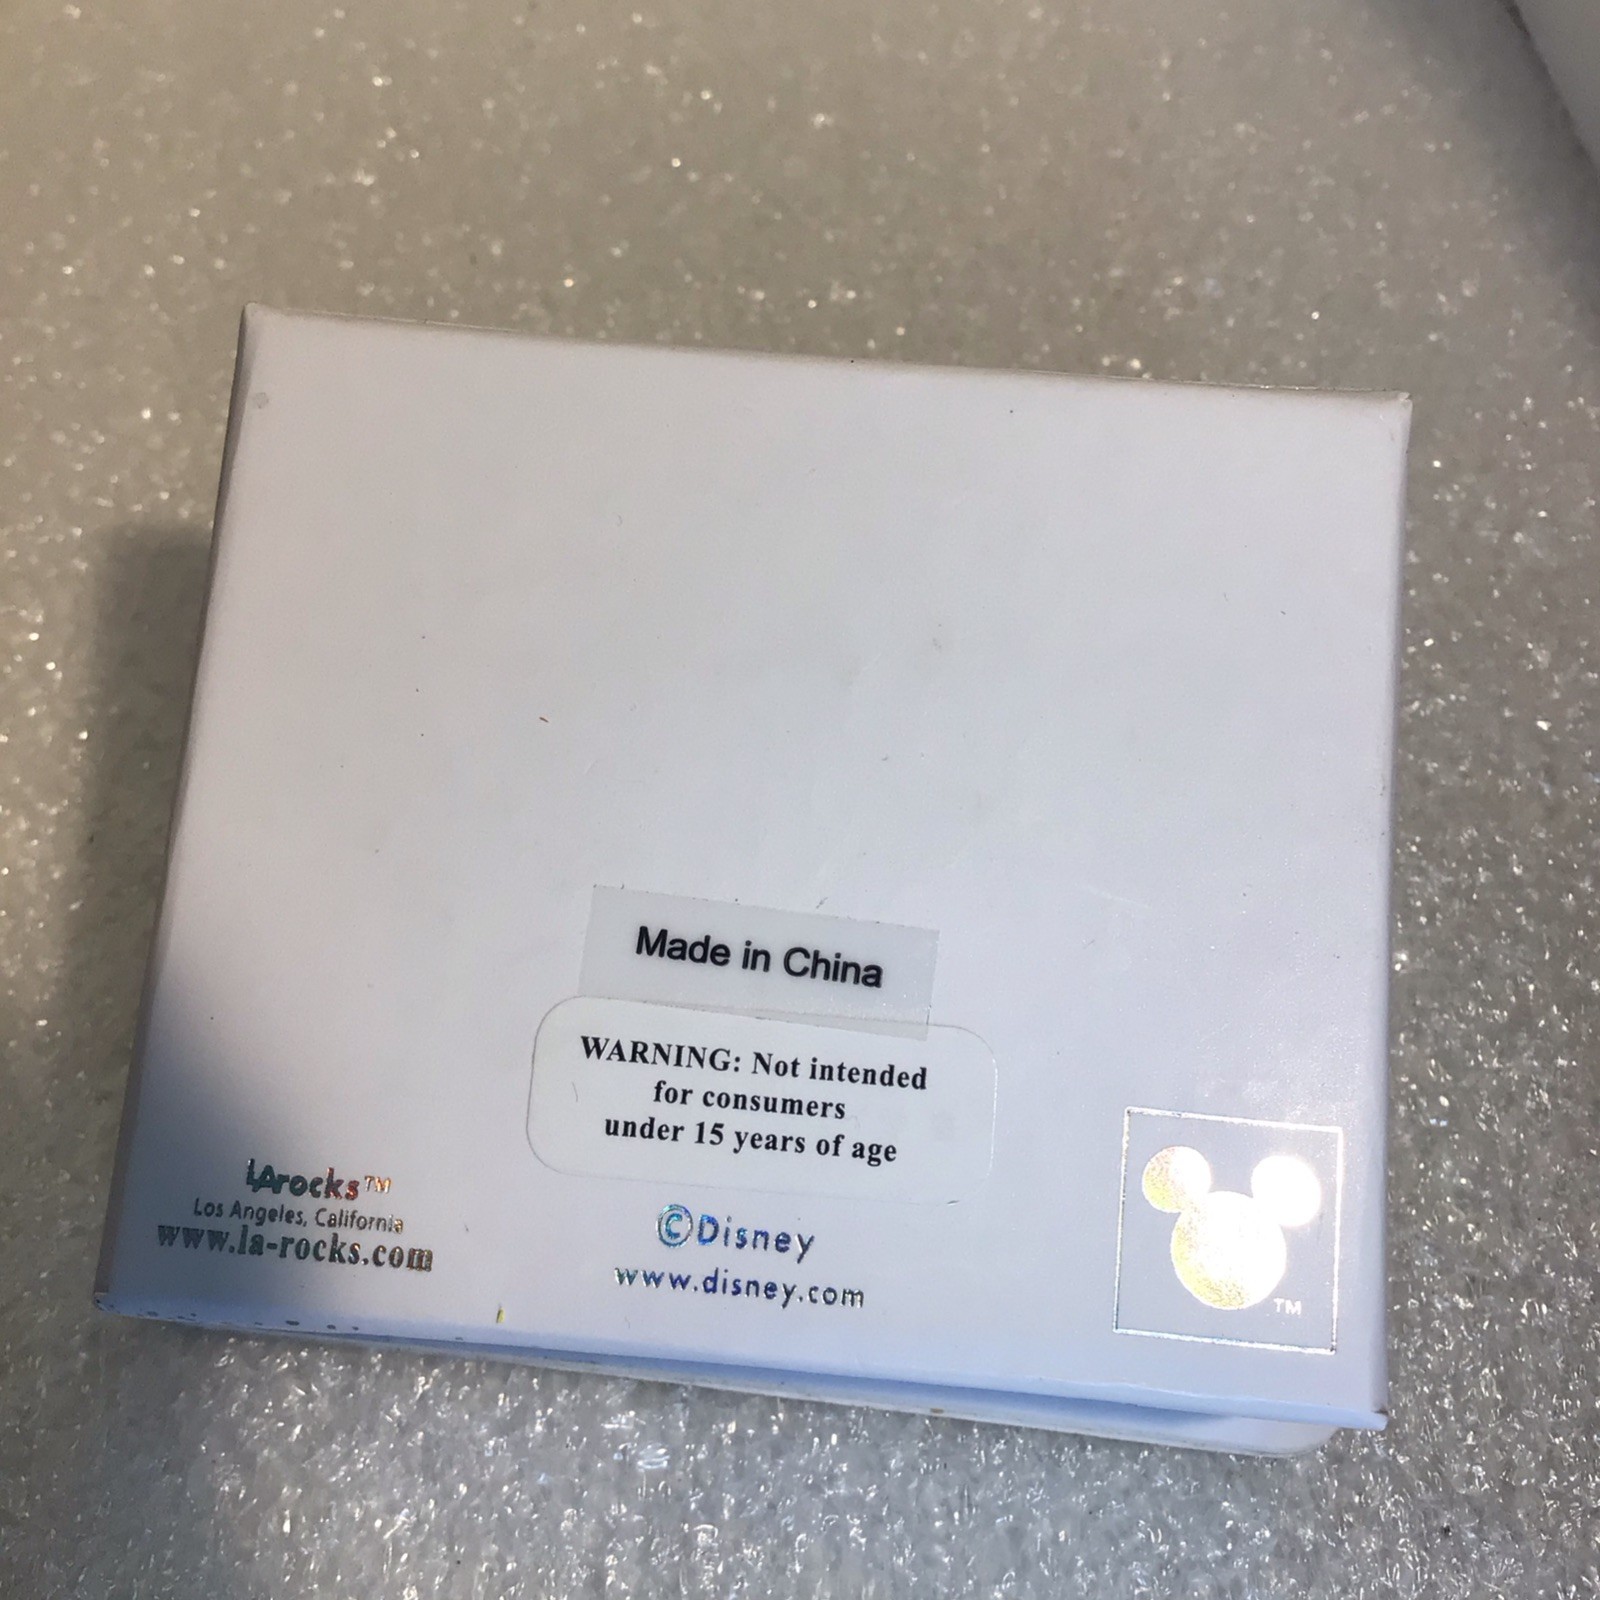 Made in China
WARNING: Not intended
for consumers
under 15 years of age
LArocks™
Los Angeles, California
www.la-rocks.com
©Disney
www.disney.com
TM